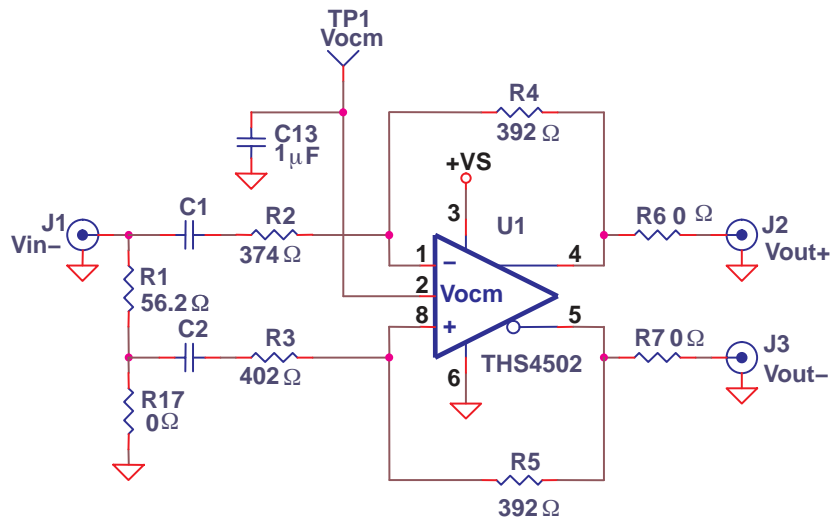 TP1
Vocm
R4
392 Ω
C13
1 μF
+VS
J1
Vin−
C1
R2
374 Ω
3
U1
R6 0 Ω
J2
Vout+
1
−
4
R1
56.2 Ω
2
Vocm
C2
R3
402 Ω
8
+
5
THS4502
R7 0 Ω
J3
Vout−
6
R17
0 Ω
R5
392 Ω